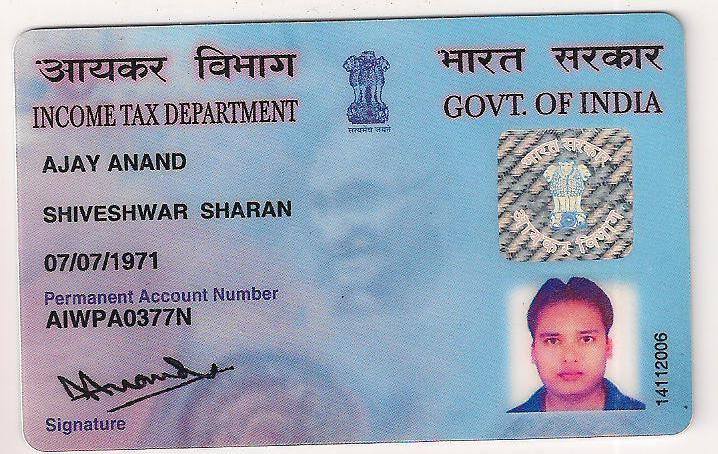 आयकर विभाग
INCOME TAX DEPARTMENT
सत्यमेव जयते
भारत सरकार
GOVT. OF INDIA
AJAY ANAND
SHIVESHWAR SHARAN
07/07/1971
Permanent Account Number
AIWPA0377N
AAnand
Signature
भारत सरकार
आयकर विभाग
14112006